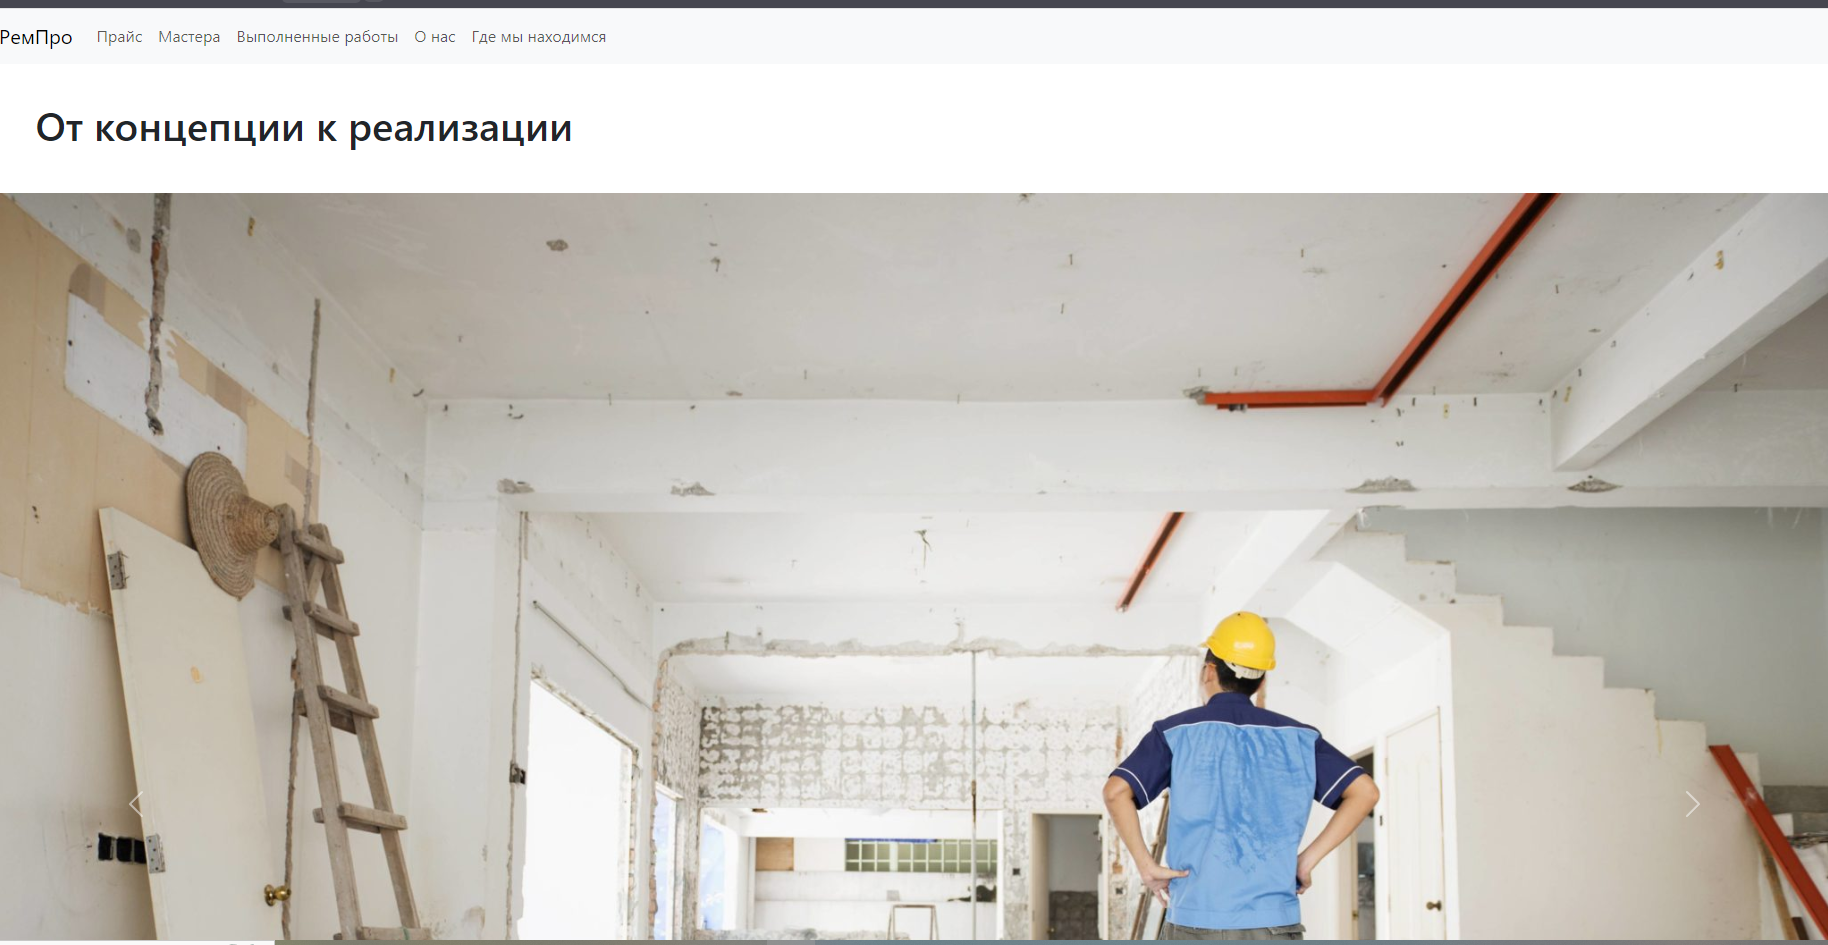 РемПро Прайс Мастера Выполненные работы О нас Где мы находимся
От концепции к реализации